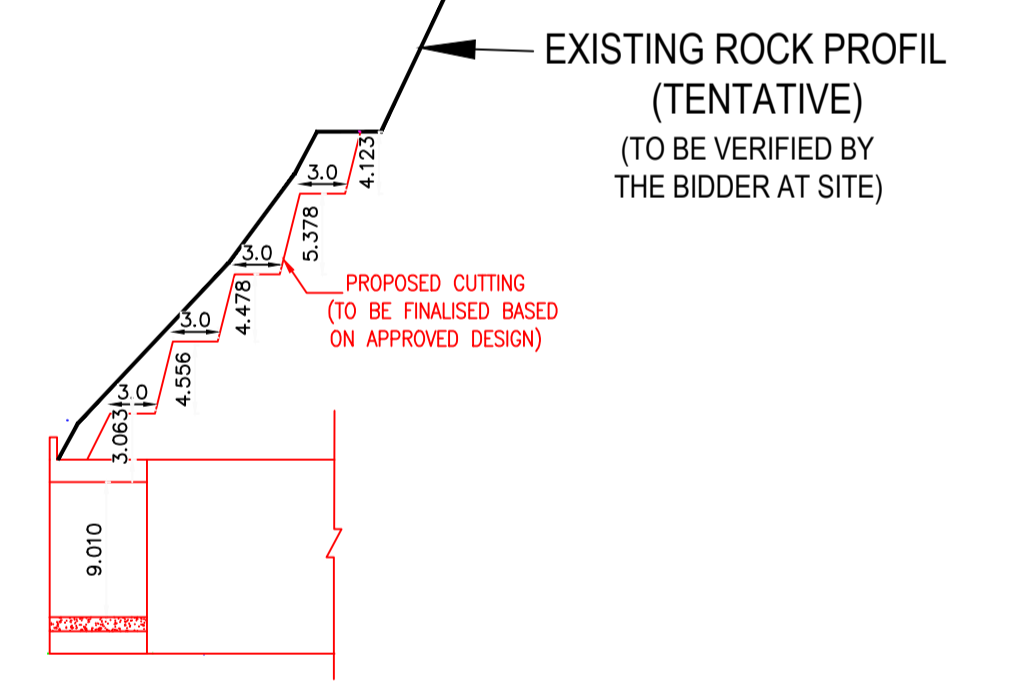 EXISTING ROCK PROFIL
(TENTATIVE)
(TO BE VERIFIED BY
THE BIDDER AT SITE)
4.123
3.0
5.378
3.0
PROPOSED CUTTING
(TO BE FINALISED BASED
ON APPROVED DESIGN)
4.478
3.0
4.556
3.0
3.063
9.010